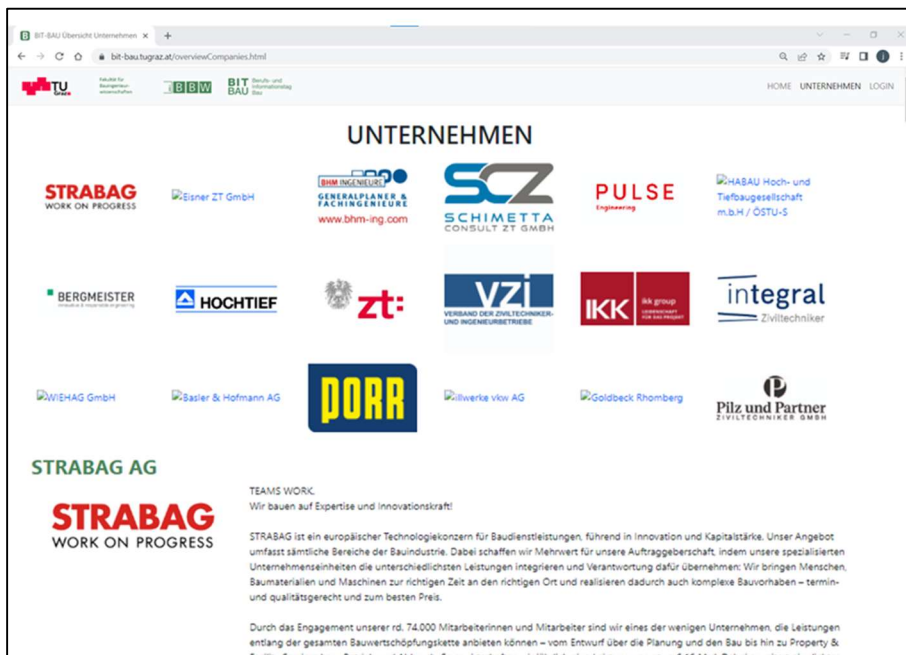 BIT-BAU Übersicht Unternehmen
bit-bau.tugraz.at/overviewCompanies.html
TU Graz
Fakultät für Bauingenieurwissenschaften
BBW
BIT BAU Berufs- und Informationstag Bau
HOME UNTERNEHMEN LOGIN
UNTERNEHMEN
STRABAG
WORK ON PROGRESS
Eisner ZT GmbH
BHM INGENIEURE
GENERALPLANER &
FACHINGENIEURE
www.bhm-ing.com
SCZ
SCHIMETTA
CONSULT ZT GMBH
PULSE
Engineering
HABAU Hoch- und
Tiefbaugesellschaft
m.b.H / ÖSTU-S
BERGMEISTER
HOCHTIEF
zt:
VZI
VERBAND DER ZIVILTECHNIKER-
UND INGENIEURBETRIEBE
IKK
ikk group
LEIDENSCHAFT
FÜR DAS PROJEKT
integral
Ziviltechniker
WIEHAG GmbH
Basler & Hofmann AG
PORR
illwerke vkw AG
Goldbeck Rhomberg
P
Pilz und Partner
ZIVILTECHNIKER GMBH
STRABAG AG
STRABAG
WORK ON PROGRESS
TEAMS WORK.
Wir bauen auf Expertise und Innovationskraft!
STRABAG ist ein europäischer Technologiekonzern für Baudienstleistungen, führend in Innovation und Kapitalstärke. Unser Angebot
umfasst sämtliche Bereiche der Bauindustrie. Dabei schaffen wir Mehrwert für unsere Auftraggeberschaft, indem unsere spezialisierten
Unternehmenseinheiten die unterschiedlichsten Leistungen integrieren und Verantwortung dafür übernehmen: Wir bringen Menschen,
Baumaterialien und Maschinen zur richtigen Zeit an den richtigen Ort und realisieren dadurch auch komplexe Bauvorhaben – termin-
und qualitätsgerecht und zum besten Preis.
Durch das Engagement unserer rd. 74.000 Mitarbeiterinnen und Mitarbeiter sind wir eines der wenigen Unternehmen, die Leistungen
entlang der gesamten Bauwertschöpfungskette anbieten können – vom Entwurf über die Planung und den Bau bis hin zu Property &